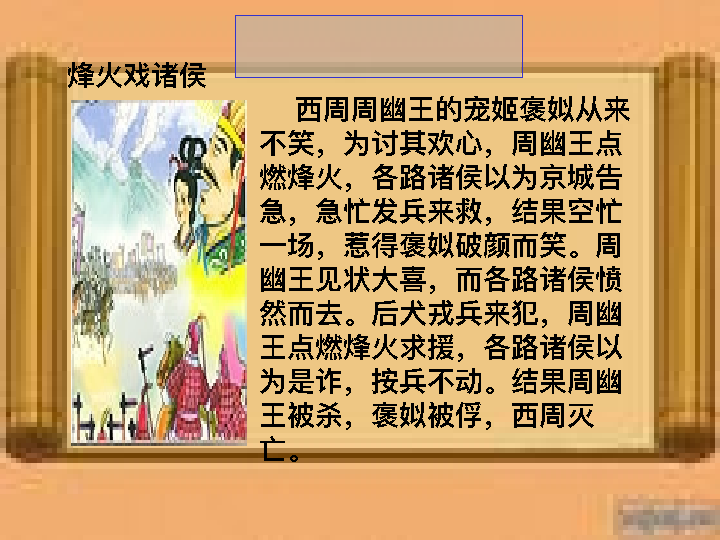 烽火戏诸侯
西周周幽王的宠姬褒姒从来
不笑，为讨其欢心，周幽王点
燃烽火，各路诸侯以为京城告
急，急忙发兵来救，结果空忙
一场，惹得褒姒破颜而笑。周
幽王见状大喜，而各路诸侯愤
然而去。后犬戎兵来犯，周幽
王点燃烽火求援，各路诸侯以
为是诈，按兵不动。结果周幽
王被杀，褒姒被俘，西周灭
亡。